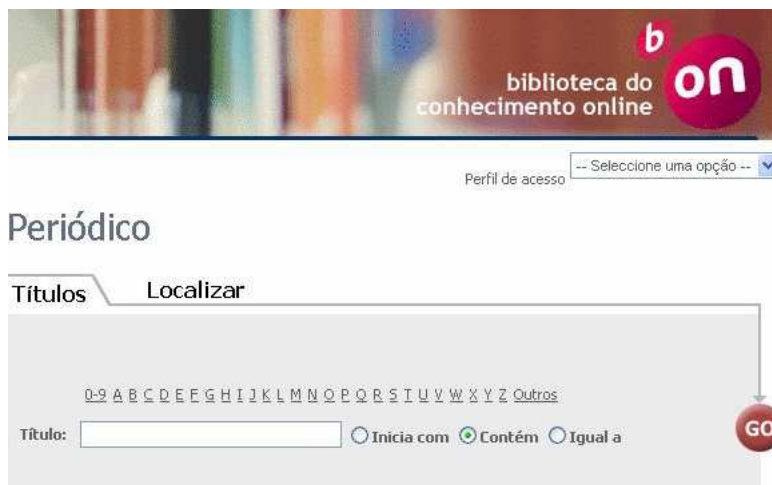 b
on
biblioteca do
conhecimento online
Perfil de acesso -- Seleccione uma opção --
Periódico
Títulos Localizar
0-9 A B C D E F G H I J K L M N O P Q R S T U V W X Y Z Outros
Título: Inicia com Contém Igual a GO